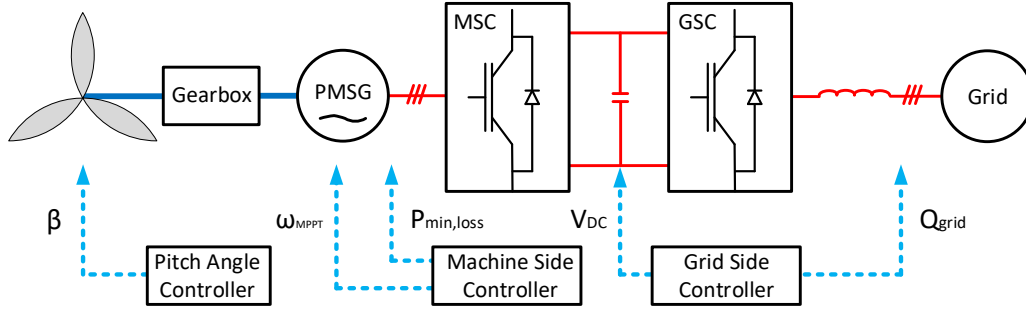 MSC
GSC
Gearbox
PMSG
Grid
β
ωMPPT
Pmin,loss
VDC
Qgrid
Pitch Angle
Controller
Machine Side
Controller
Grid Side
Controller